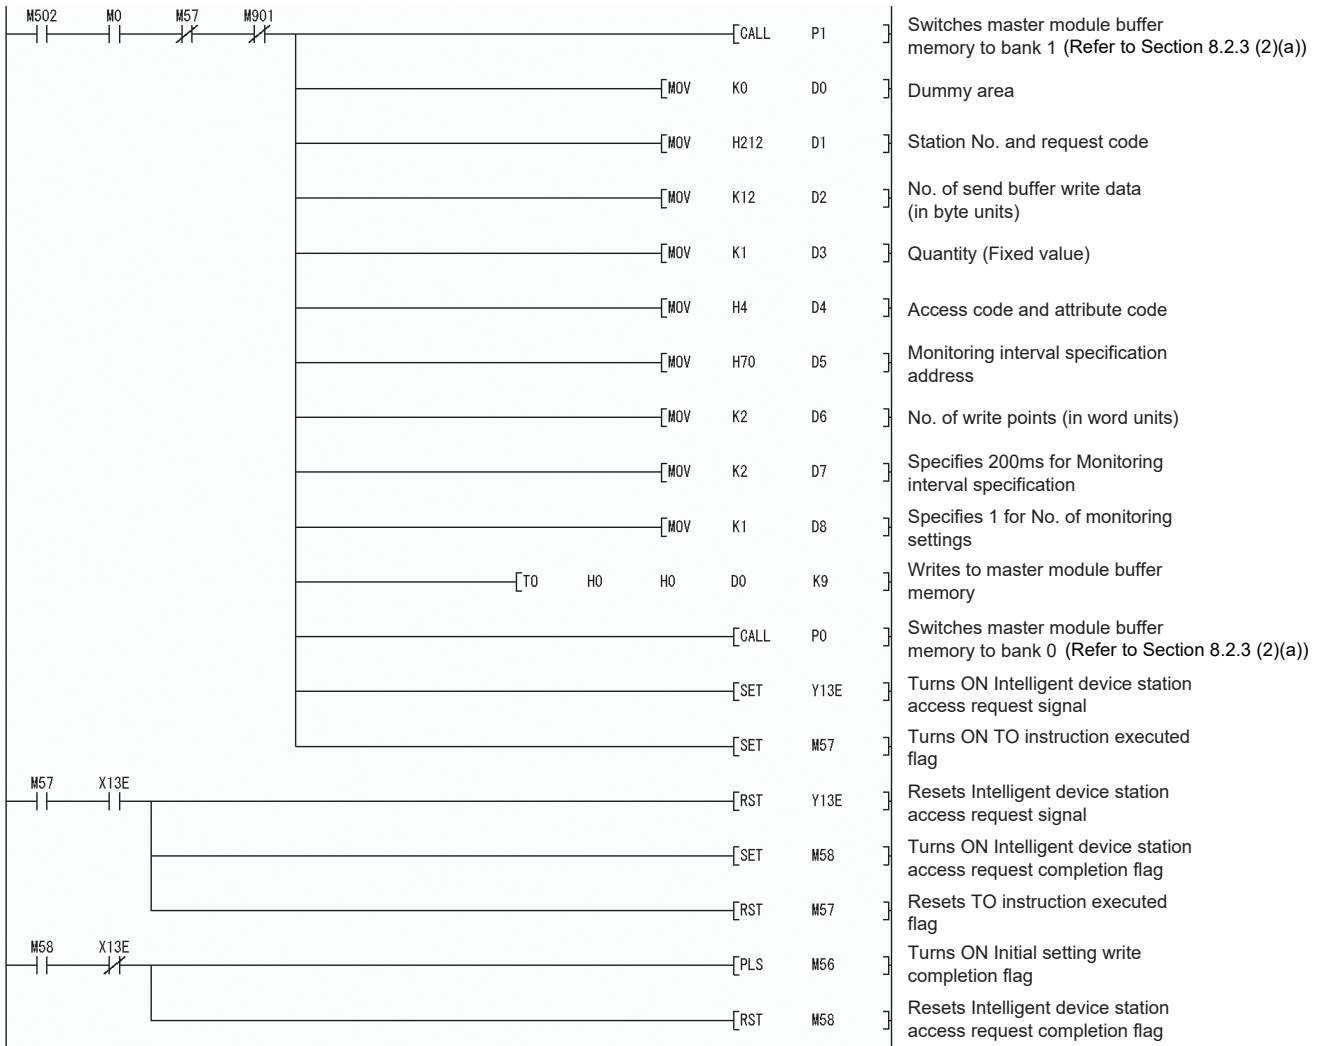 M502 M0 M57 M901
CALL P1 Switches master module buffer
memory to bank 1 (Refer to Section 8.2.3 (2)(a))
MOV K0 D0 Dummy area
MOV H212 D1 Station No. and request code
MOV K12 D2 No. of send buffer write data
(in byte units)
MOV K1 D3 Quantity (Fixed value)
MOV H4 D4 Access code and attribute code
MOV H70 D5 Monitoring interval specification
address
MOV K2 D6 No. of write points (in word units)
MOV K2 D7 Specifies 200ms for Monitoring
interval specification
MOV K1 D8 Specifies 1 for No. of monitoring
settings
TO H0 H0 D0 K9 Writes to master module buffer
memory
CALL P0 Switches master module buffer
memory to bank 0 (Refer to Section 8.2.3 (2)(a))
SET Y13E Turns ON Intelligent device station
access request signal
SET M57 Turns ON TO instruction executed
flag
M57 X13E
RST Y13E Resets Intelligent device station
access request signal
SET M58 Turns ON Intelligent device station
access request completion flag
RST M57 Resets TO instruction executed
flag
M58 X13E
PLS M56 Turns ON Initial setting write
completion flag
RST M58 Resets Intelligent device station
access request completion flag